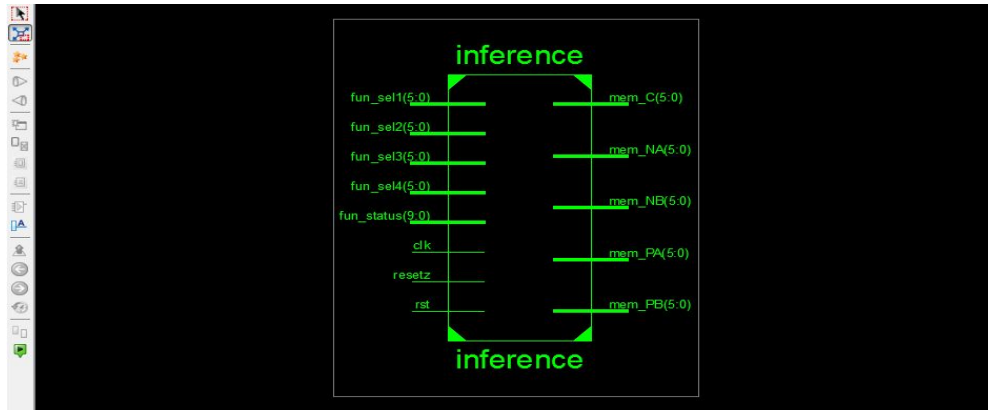 inference
fun_sel1(5:0)
fun_sel2(5:0)
fun_sel3(5:0)
fun_sel4(5:0)
fun_status(9:0)
clk
resetz
rst
mem_C(5:0)
mem_NA(5:0)
mem_NB(5:0)
mem_PA(5:0)
mem_PB(5:0)
inference